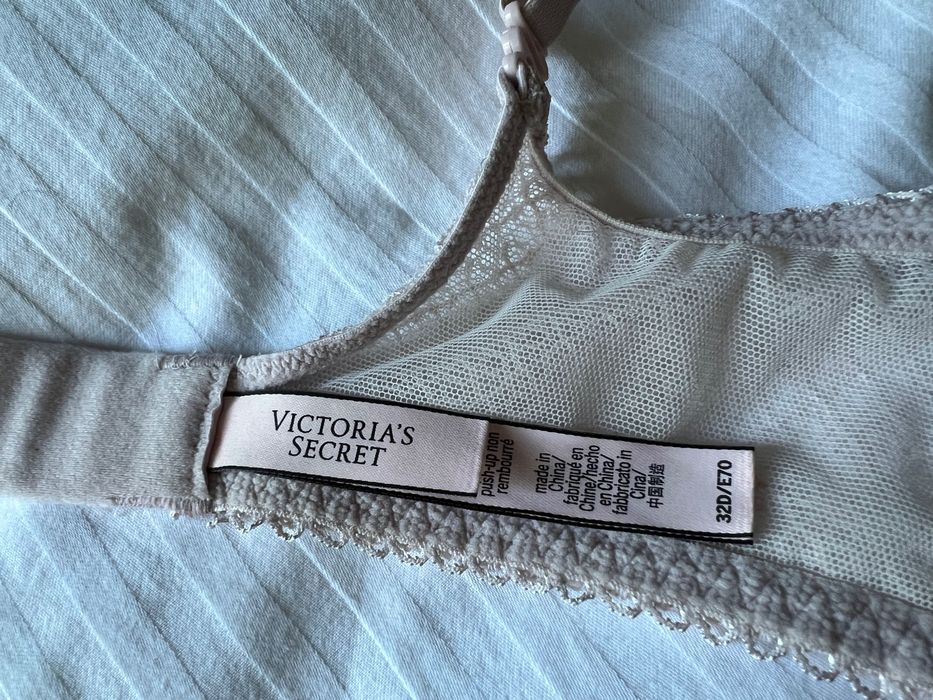 VICTORIA'S
SECRET
push-up non
rembourré
made in
China/
fabriqué en
Chine/hecho
en China/
fabbricato in
Cina/
中国制造
32D/E70